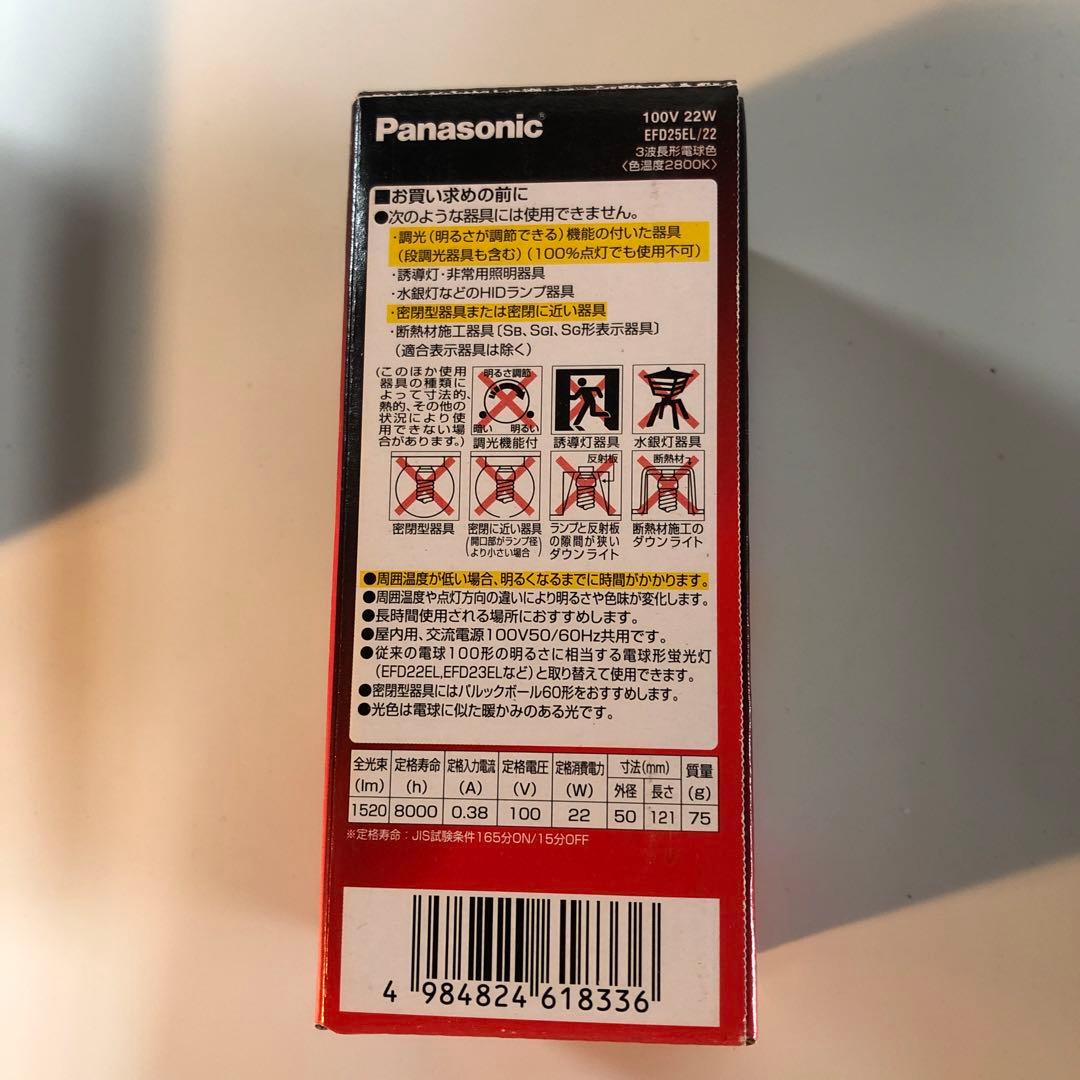 Panasonic®
100V 22W
EFD25EL/22
3波長形電球色
〈色温度2800K〉
■お買い求めの前に
●次のような器具には使用できません。
・調光(明るさが調節できる)機能の付いた器具
(段調光器具も含む)(100%点灯でも使用不可)
・誘導灯・非常用照明器具
・水銀灯などのHIDランプ器具
・密閉型器具または密閉に近い器具
・断熱材施工器具〔SB、SGI、SG形表示器具〕
(適合表示器具は除く)
(このほか使用
器具の種類に
よって寸法的、
熱的、その他の
状況により使
用できない場
合があります。)
明るさ調節
暗い 明るい
調光機能付
誘導灯器具
水銀灯器具
密閉型器具
密閉に近い器具
(開口部がランプ径
より小さい場合)
反射板
ランプと反射板
の隙間が狭い
ダウンライト
断熱材
断熱材施工の
ダウンライト
●周囲温度が低い場合、明るくなるまでに時間がかかります。
●周囲温度や点灯方向の違いにより明るさや色味が変化します。
●長時間使用される場所におすすめします。
●屋内用、交流電源100V50/60Hz共用です。
●従来の電球100形の明るさに相当する電球形蛍光灯
(EFD22EL,EFD23ELなど)と取り替えて使用できます。
●密閉型器具にはパルックボール60形をおすすめします。
●光色は電球に似た暖かみのある光です。
全光束 定格寿命 定格入力電流 定格電圧 定格消費電力 寸法(mm) 質量
(lm) (h) (A) (V) (W) 外径 長さ (g)
1520 8000 0.38 100 22 50 121 75
※定格寿命:JIS試験条件165分ON/15分OFF
4 984824 618336